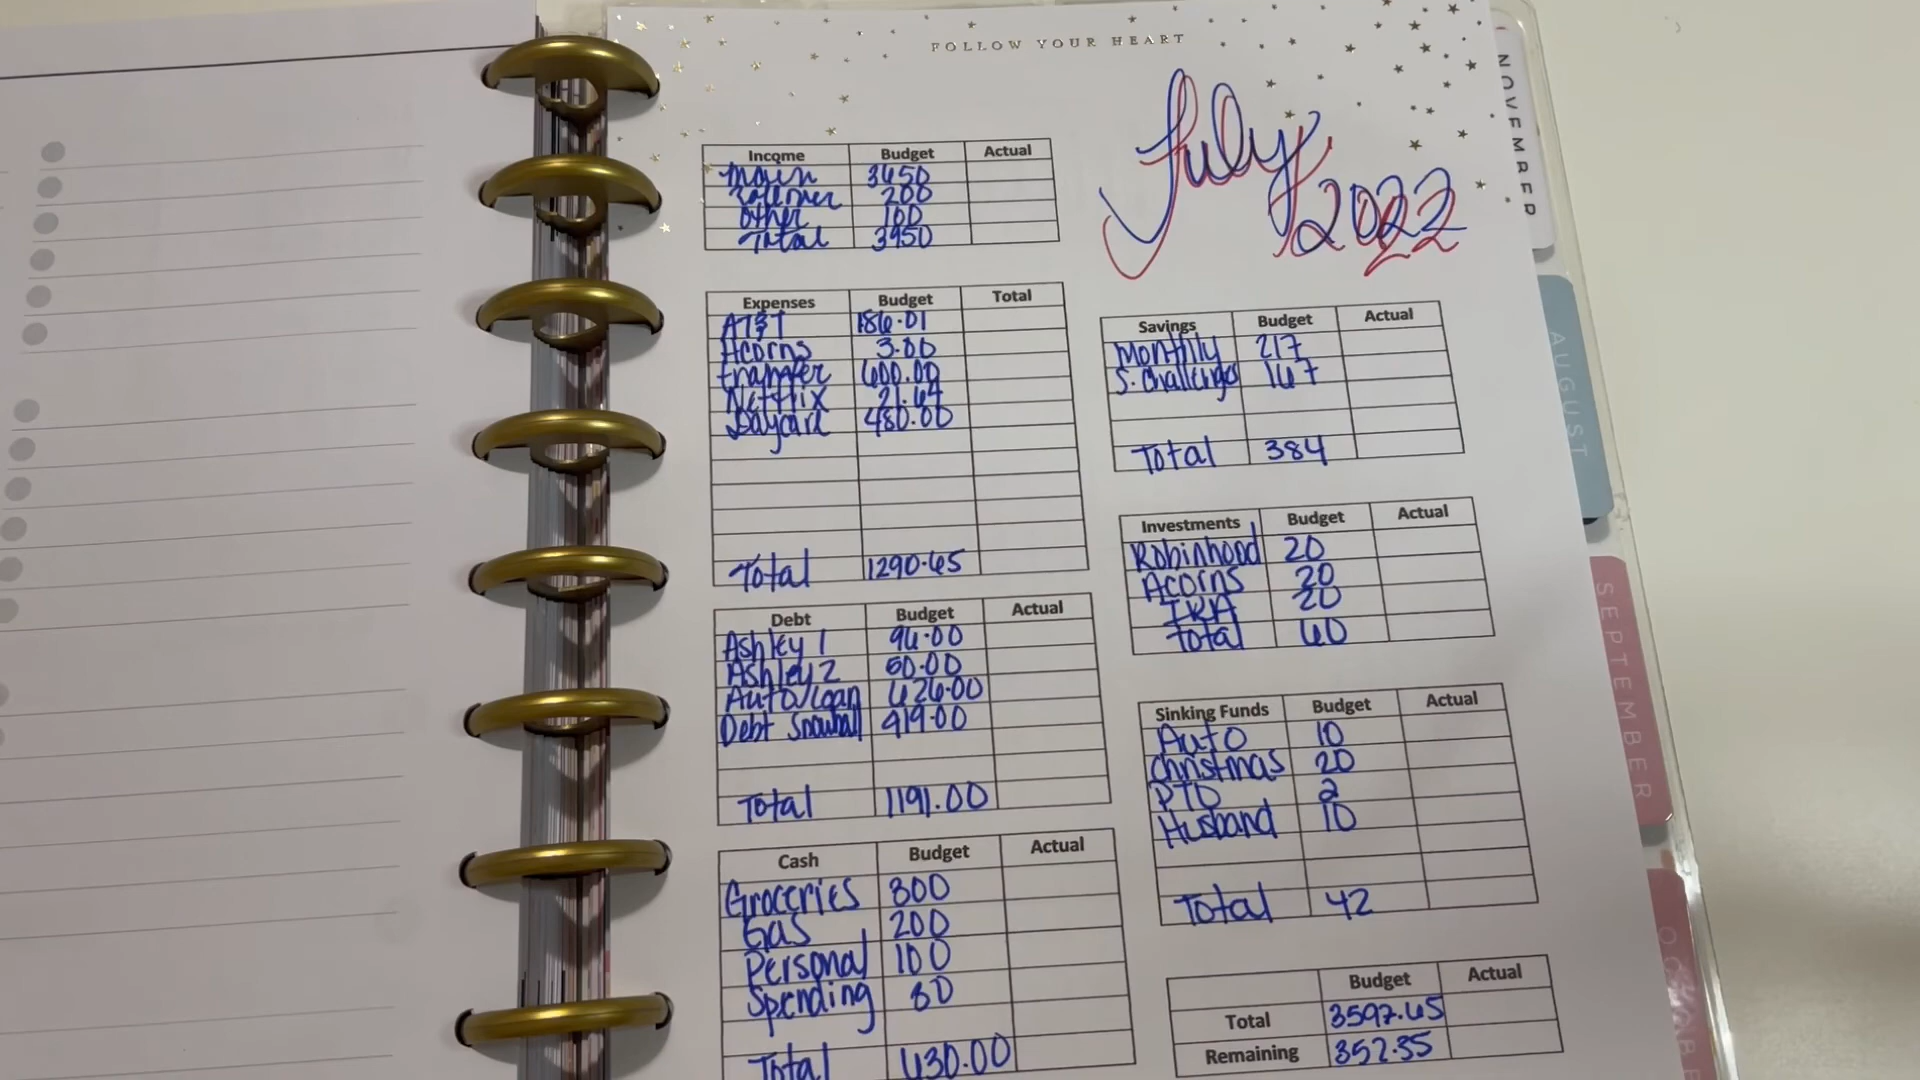 FOLLOW YOUR HEART
July 2022
Income Budget Actual
Main 3650
Rollover 200
Other 100
Total 3950
Expenses Budget Total
AT&T 186.01
Acorns 3.00
transfer 600.00
Netflix 21.64
Daycare 480.00
Total 1290.65
Debt Budget Actual
Ashley 1 96.00
Ashley 2 50.00
Auto loan 626.00
Debt Snowball 419.00
Total 1191.00
Cash Budget Actual
Groceries 300
Gas 200
Personal 100
Spending 30
Total 630.00
Savings Budget Actual
Monthly 217
S. Challenges 167
Total 384
Investments Budget Actual
Robinhood 20
Acorns 20
IRA 20
Total 60
Sinking Funds Budget Actual
Auto 10
Christmas 20
PTO 2
Husband 10
Total 42
Budget Actual
Total 3597.65
Remaining 352.35
NOVEMBER
AUGUST
SEPTEMBER